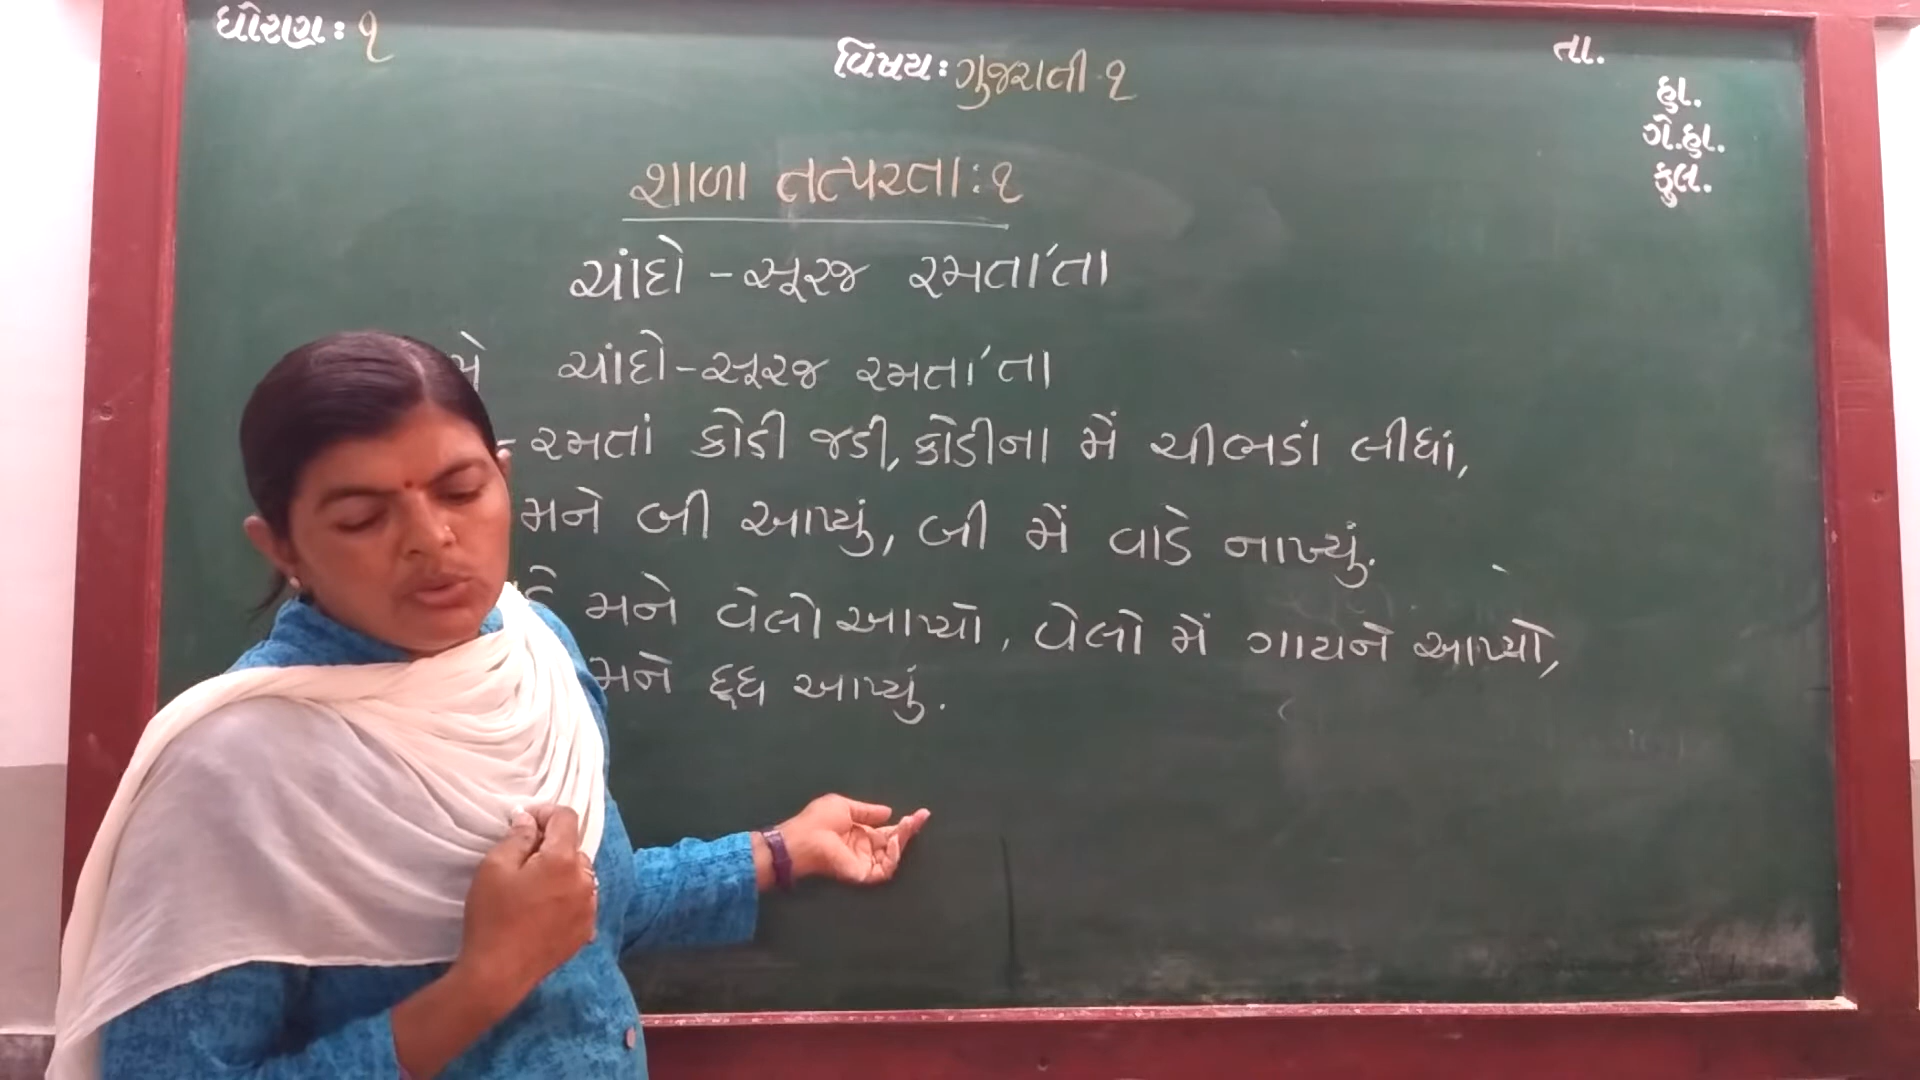 ધોરણ: ૧
વિષય: ગુજરાતી-૧
તા.
હા.
ગે.હા.
કુલ.
શાળા તત્પરતા: ૧
ચાંદો - સૂરજ રમતા'તા
ચાંદો-સૂરજ રમતા'તા
રમતાં કોડી જડી, કોડીના મેં ચીભડાં લીધાં,
મને બી આપ્યું, બી મેં વાડે નાખ્યું.
મને વેલો આપ્યો, વેલો મેં ગાયને આપ્યો,
મને દૂધ આપ્યું.